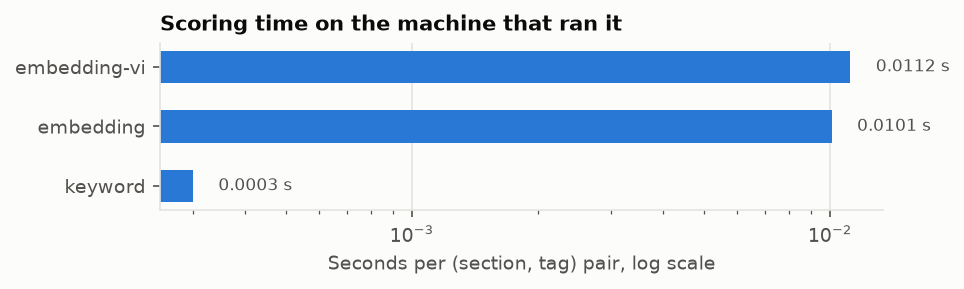 Scoring time on the machine that ran it
embedding-vi 0.0112 s
embedding 0.0101 s
keyword 0.0003 s
10⁻³ 10⁻²
Seconds per (section, tag) pair, log scale